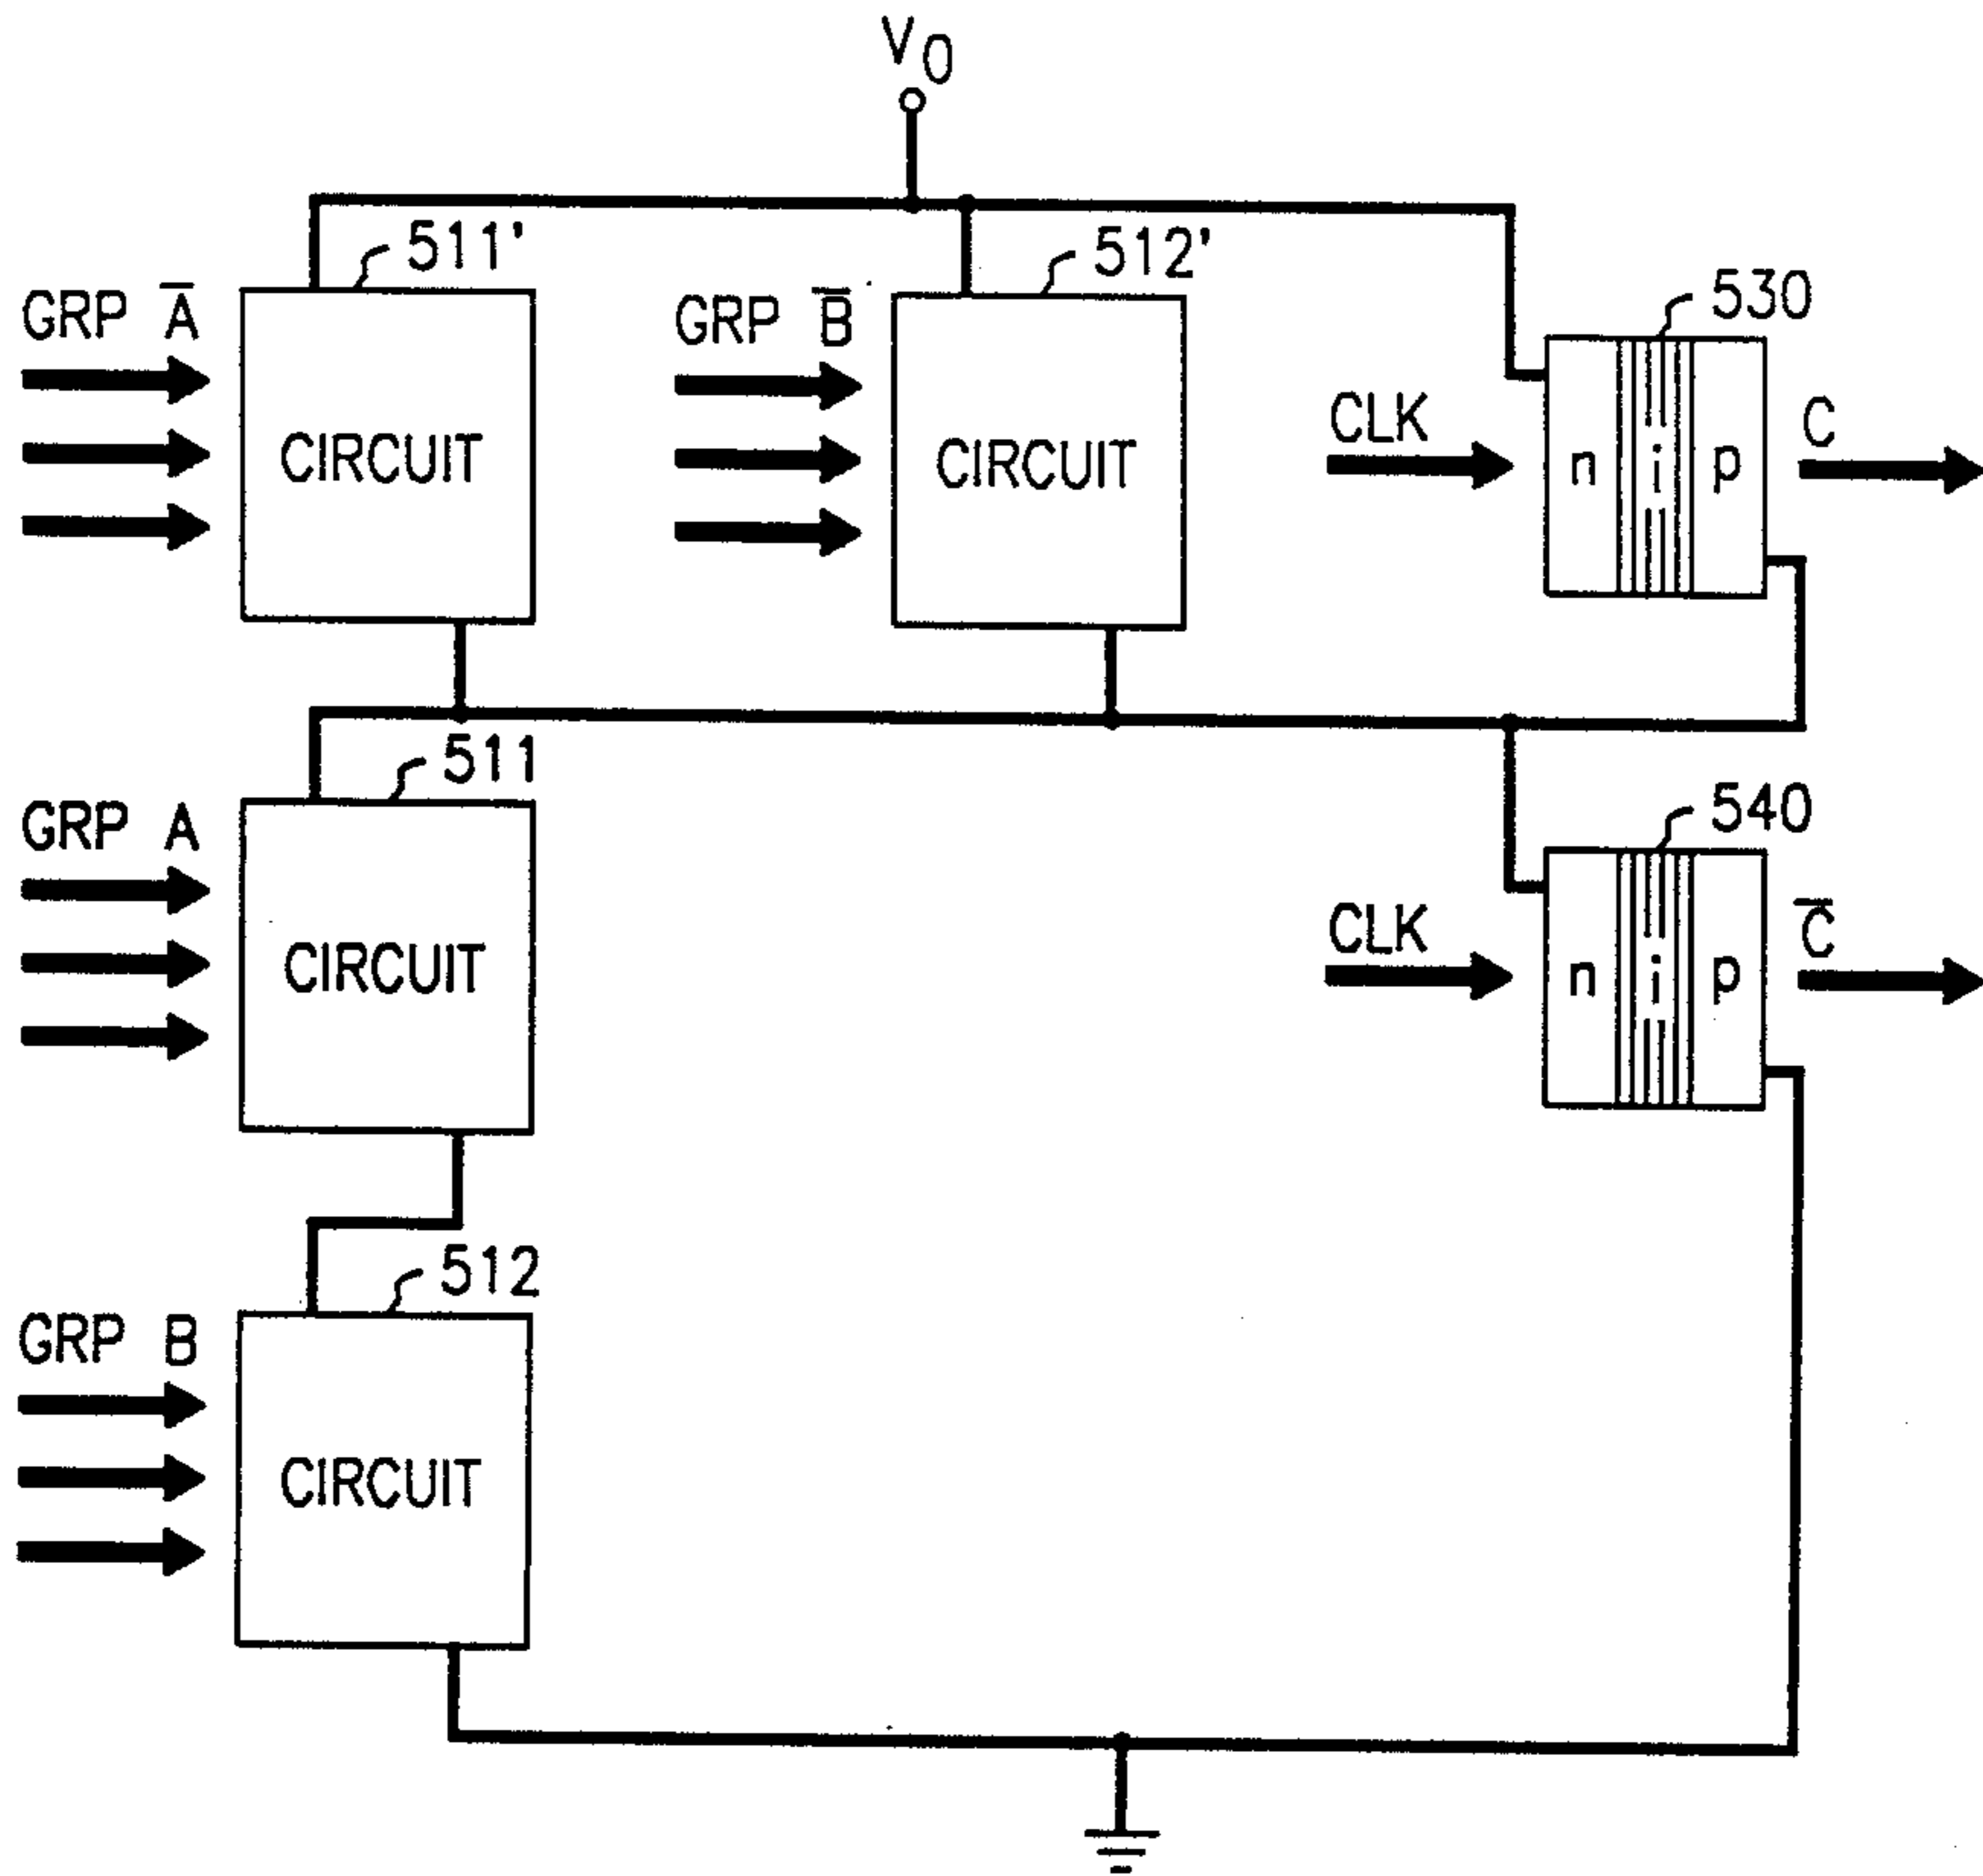 V0
511'
512'
530
GRP A̅
GRP B̅
CLK
C
CIRCUIT
CIRCUIT
n i p
511
540
GRP A
CLK
C̅
CIRCUIT
n i p
512
GRP B
CIRCUIT